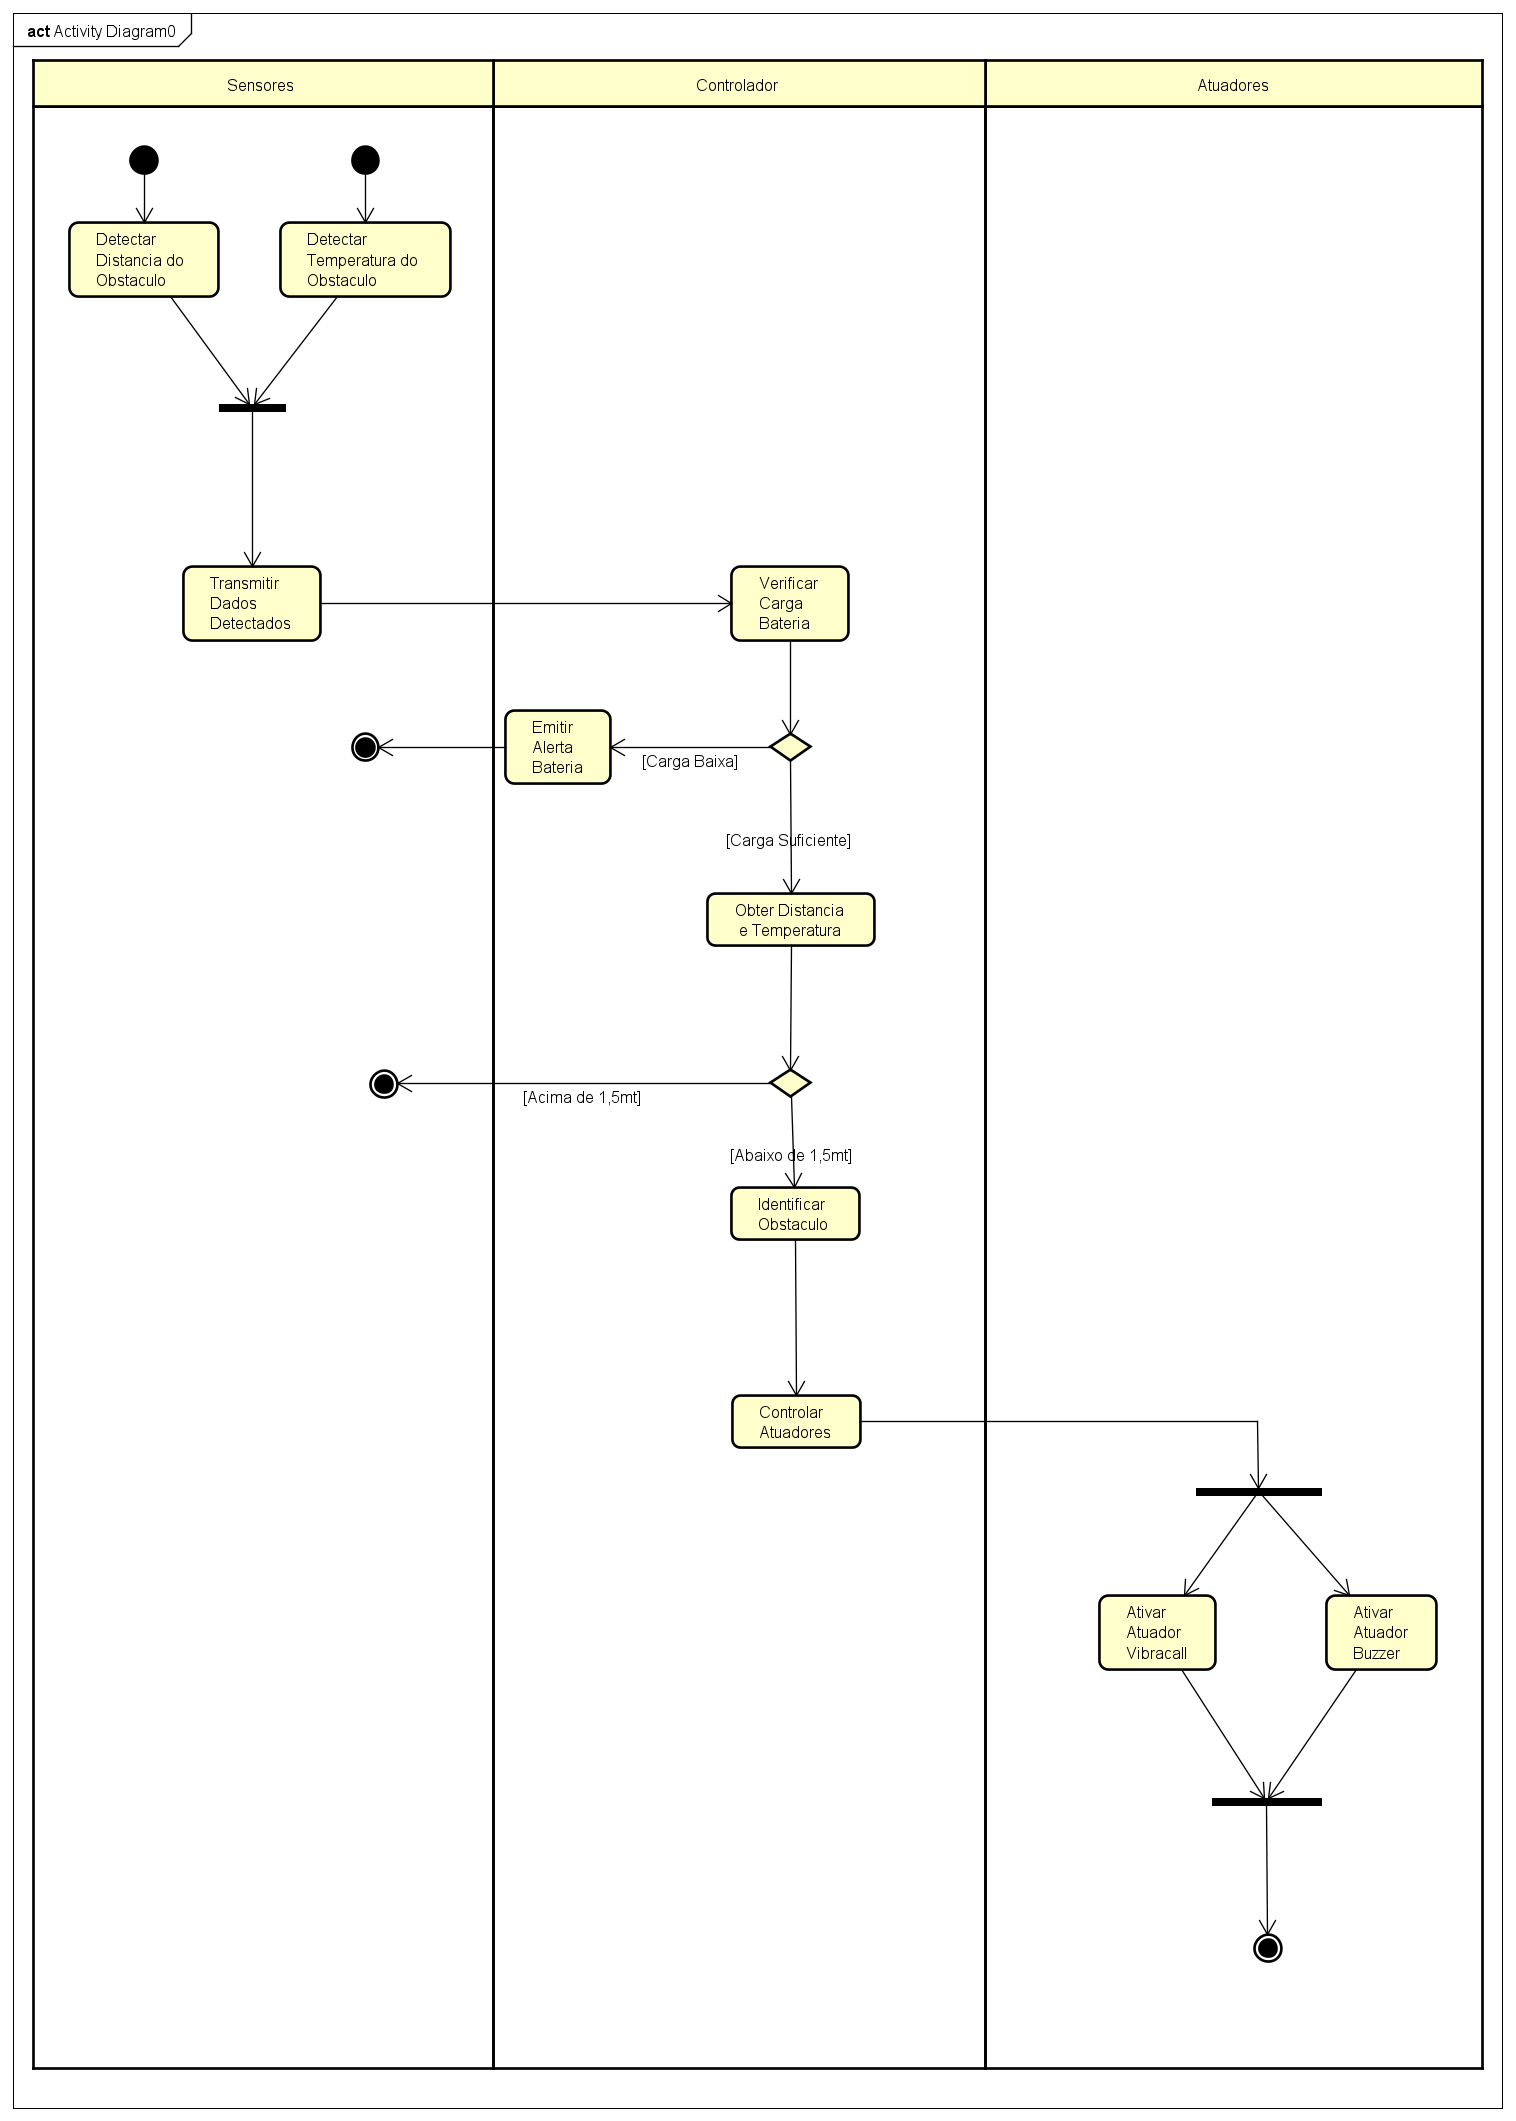 act Activity Diagram0
Sensores
Controlador
Atuadores
Detectar
Distancia do
Obstaculo
Detectar
Temperatura do
Obstaculo
Transmitir
Dados
Detectados
Verificar
Carga
Bateria
Emitir
Alerta
Bateria
[Carga Baixa]
[Carga Suficiente]
Obter Distancia
e Temperatura
[Acima de 1,5mt]
[Abaixo de 1,5mt]
Identificar
Obstaculo
Controlar
Atuadores
Ativar
Atuador
Vibracall
Ativar
Atuador
Buzzer